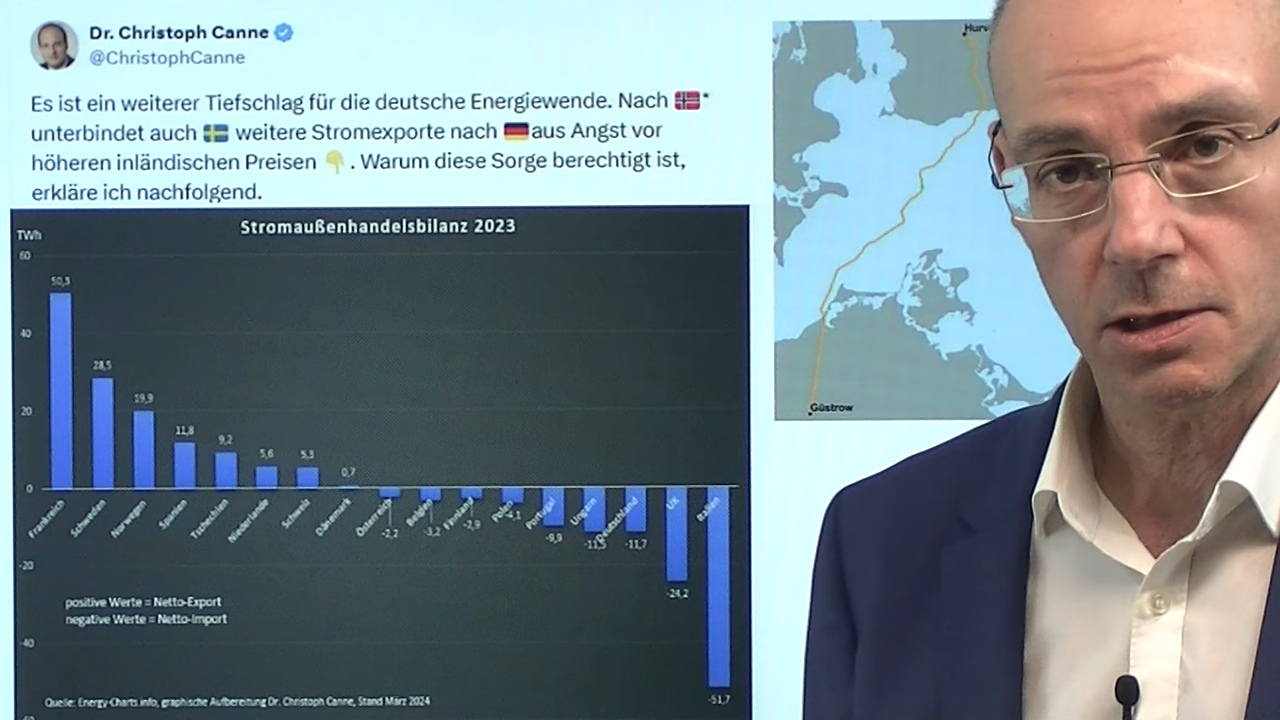 Dr. Christoph Canne
@ChristophCanne
Es ist ein weiterer Tiefschlag für die deutsche Energiewende. Nach 🇳🇴*
unterbindet auch 🇸🇪 weitere Stromexporte nach 🇩🇪aus Angst vor
höheren inländischen Preisen 👇. Warum diese Sorge berechtigt ist,
erkläre ich nachfolgend.
Stromaußenhandelsbilanz 2023
TWh
60
50,3
40
28,5
19,9
20
11,8
9,2
5,6
5,3
0,7
0
Frankreich
Schweden
Norwegen
Spanien
Tschechien
Niederlande
Schweiz
Dänemark
Österreich
Belgien
Finnland
Polen
Portugal
Ungarn
Deutschland
UK
Italien
-2,2
-3,2
-2,9
-4,1
-9,9
-11,5
-11,7
-20
-24,2
positive Werte = Netto-Export
negative Werte = Netto-Import
-40
-51,7
Quelle: Energy-Charts.info, graphische Aufbereitung Dr. Christoph Canne, Stand März 2024
Güstrow